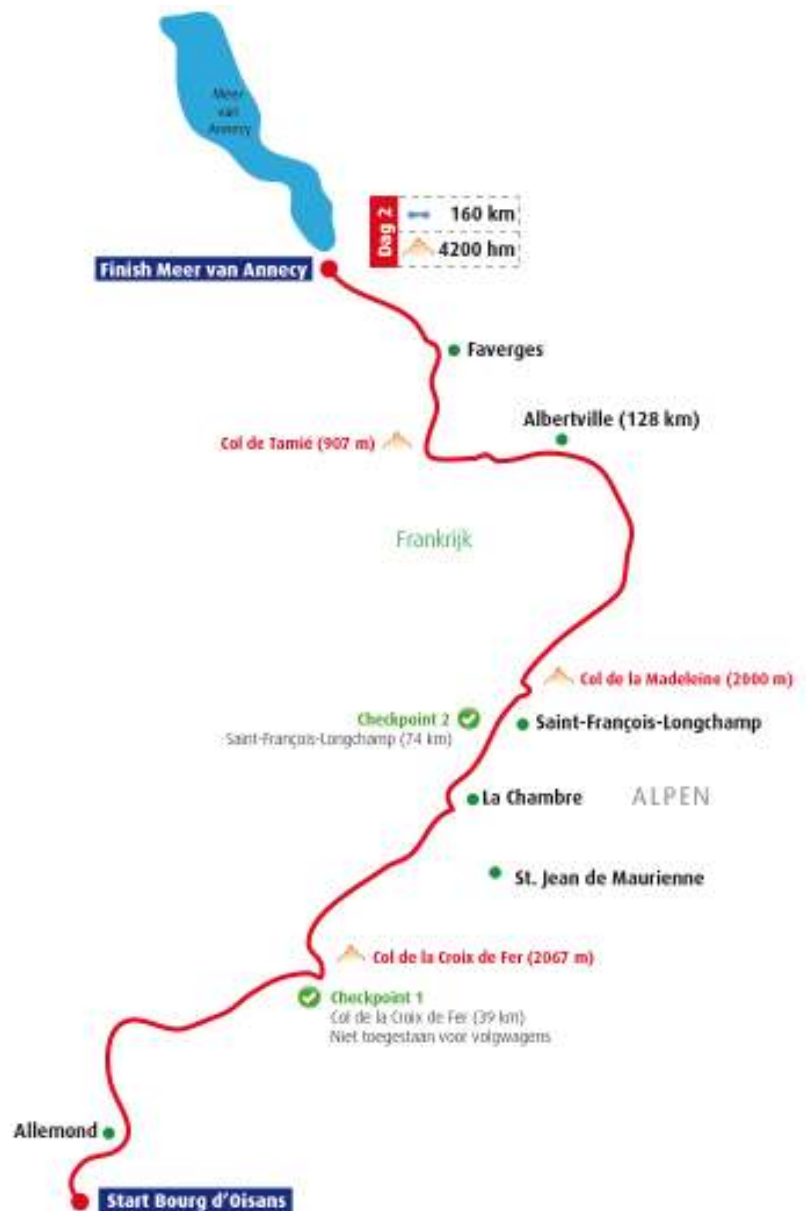 Meer
van
Annecy
Dag 2
160 km
4200 hm
Finish Meer van Annecy
Faverges
Albertville (128 km)
Col de Tamié (907 m)
Frankrijk
Col de la Madeleine (2000 m)
Checkpoint 2
Saint-François-Longchamp (74 km)
Saint-François-Longchamp
La Chambre
ALPEN
St. Jean de Maurienne
Col de la Croix de Fer (2067 m)
Checkpoint 1
Col de la Croix de Fer (39 km)
Niet toegestaan voor volgwagens
Allemond
Start Bourg d'Oisans